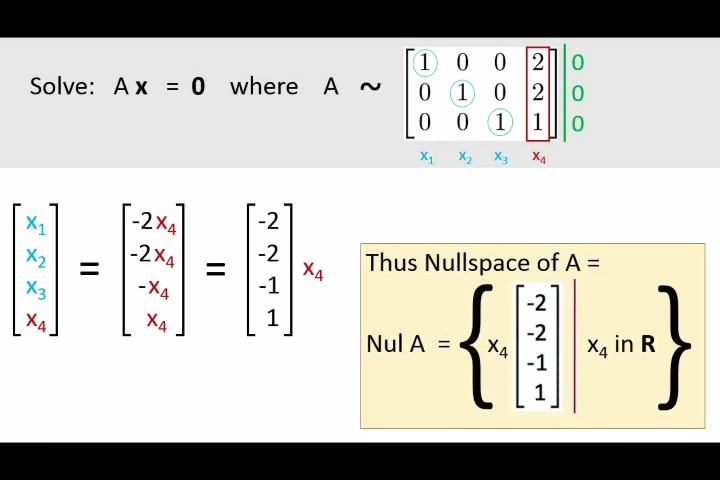 Solve: A x = 0 where A ~
1 0 0 2 | 0
0 1 0 2 | 0
0 0 1 1 | 0
x₁ x₂ x₃ x₄
x₁ -2x₄ -2
x₂ -2x₄ -2
= = x₄
x₃ -x₄ -1
x₄ x₄ 1
Thus Nullspace of A =
-2
-2
Nul A = { x₄ | x₄ in R }
-1
1